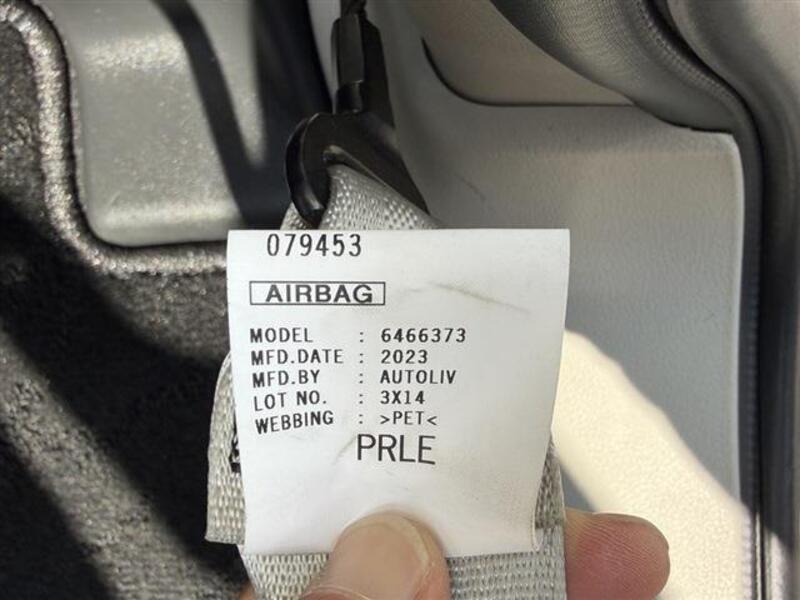 079453
AIRBAG
MODEL : 6466373
MFD.DATE : 2023
MFD.BY : AUTOLIV
LOT NO. : 3X14
WEBBING : >PET<
PRLE